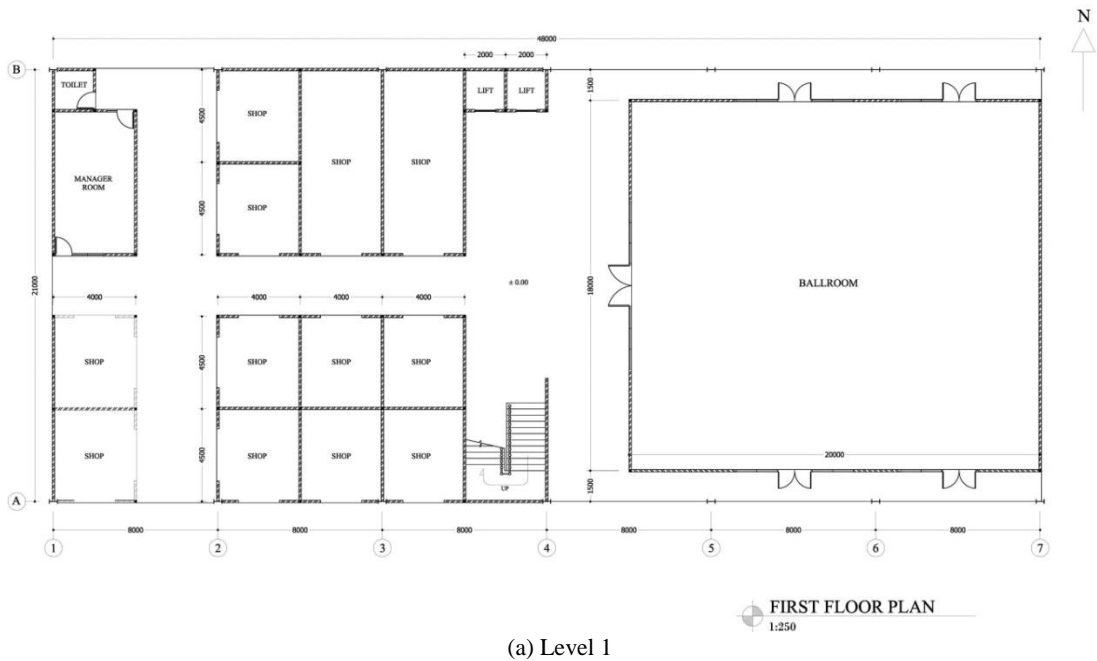 N
48000
2000 2000
B
TOILET
LIFT LIFT
1500
4500
SHOP
SHOP SHOP
MANAGER
ROOM
4500
SHOP
21000
± 0.00
18000
BALLROOM
4000
4000 4000 4000
4500
SHOP
SHOP SHOP SHOP
4500
SHOP
SHOP SHOP SHOP
20000
UP
1500
A
8000 8000 8000 8000 8000 8000
1 2 3 4 5 6 7
FIRST FLOOR PLAN
1:250
(a) Level 1